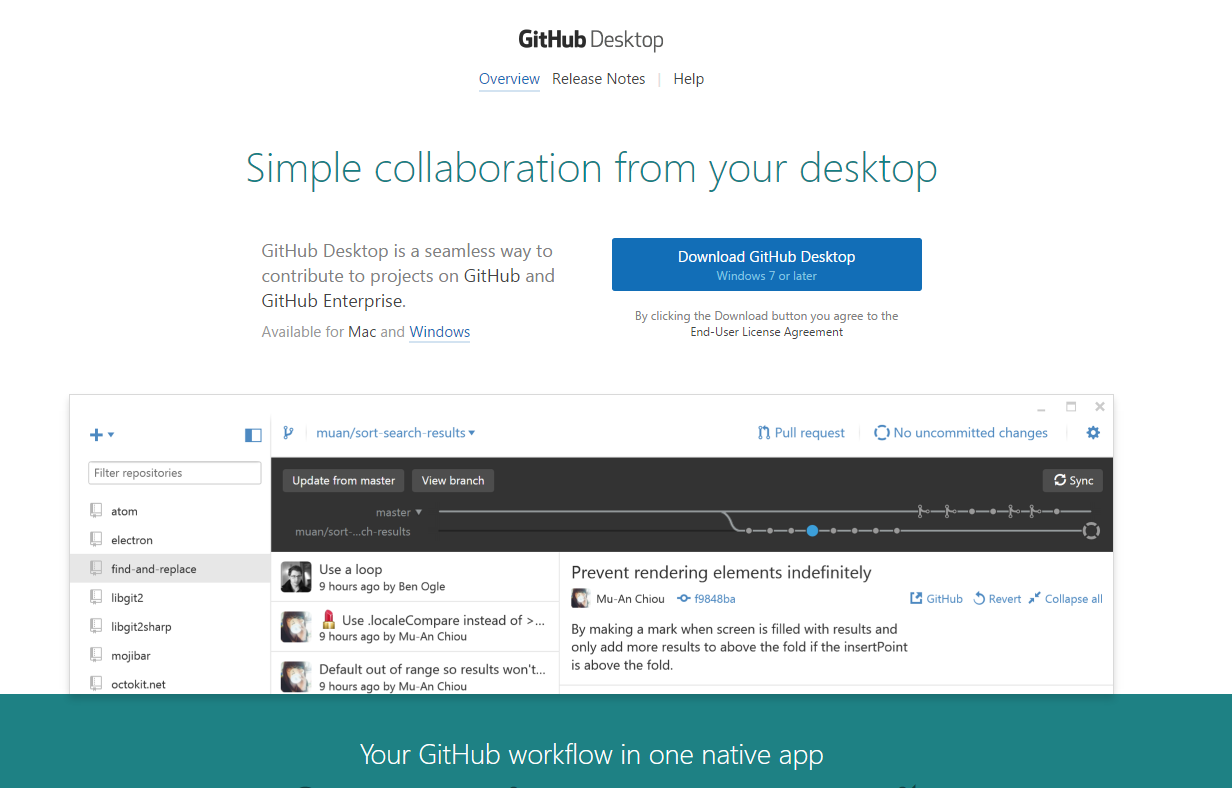 GitHub Desktop
Overview Release Notes | Help
Simple collaboration from your desktop
GitHub Desktop is a seamless way to
contribute to projects on GitHub and
GitHub Enterprise.
Available for Mac and Windows
Download GitHub Desktop
Windows 7 or later
By clicking the Download button you agree to the
End-User License Agreement
muan/sort-search-results
Pull request
No uncommitted changes
Filter repositories
atom
electron
find-and-replace
libgit2
libgit2sharp
mojibar
octokit.net
Update from master
View branch
Sync
master
muan/sort-...ch-results
Use a loop
9 hours ago by Ben Ogle
Use .localeCompare instead of >...
9 hours ago by Mu-An Chiou
Default out of range so results won't...
9 hours ago by Mu-An Chiou
Prevent rendering elements indefinitely
Mu-An Chiou f9848ba
GitHub Revert Collapse all
By making a mark when screen is filled with results and
only add more results to above the fold if the insertPoint
is above the fold.
Your GitHub workflow in one native app